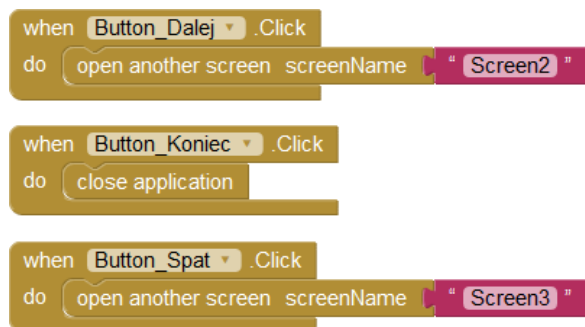 when Button_Dalej .Click
do open another screen screenName " Screen2 "
when Button_Koniec .Click
do close application
when Button_Spat .Click
do open another screen screenName " Screen3 "